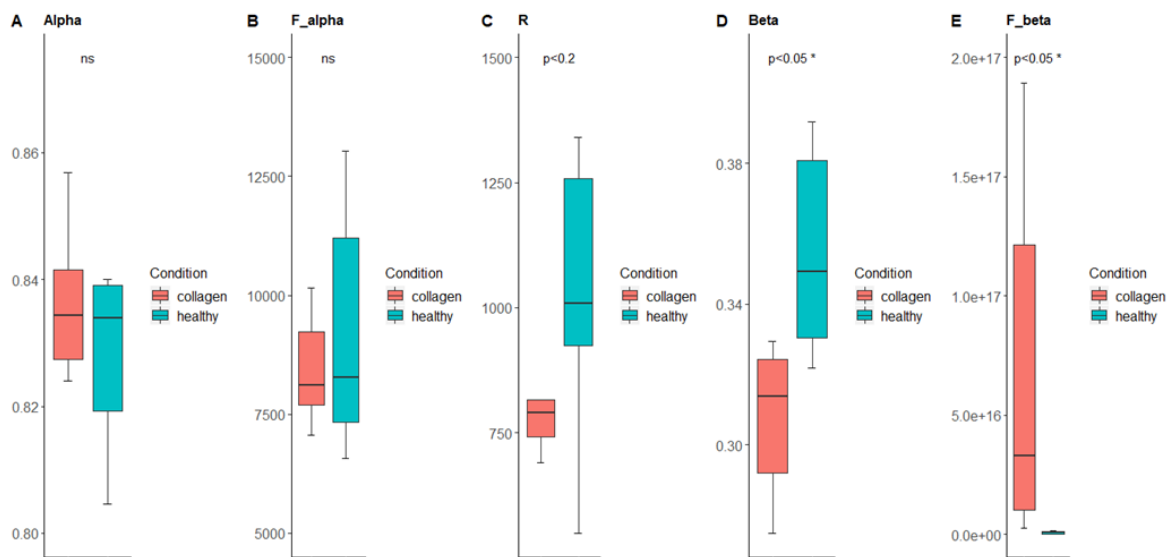 A Alpha
ns
0.86
0.84
0.82
0.80
Condition
collagen
healthy
B F_alpha
ns
15000
12500
10000
7500
5000
Condition
collagen
healthy
C R
p<0.2
1500
1250
1000
750
Condition
collagen
healthy
D Beta
p<0.05 *
0.38
0.34
0.30
Condition
collagen
healthy
E F_beta
p<0.05 *
2.0e+17
1.5e+17
1.0e+17
5.0e+16
0.0e+00
Condition
collagen
healthy